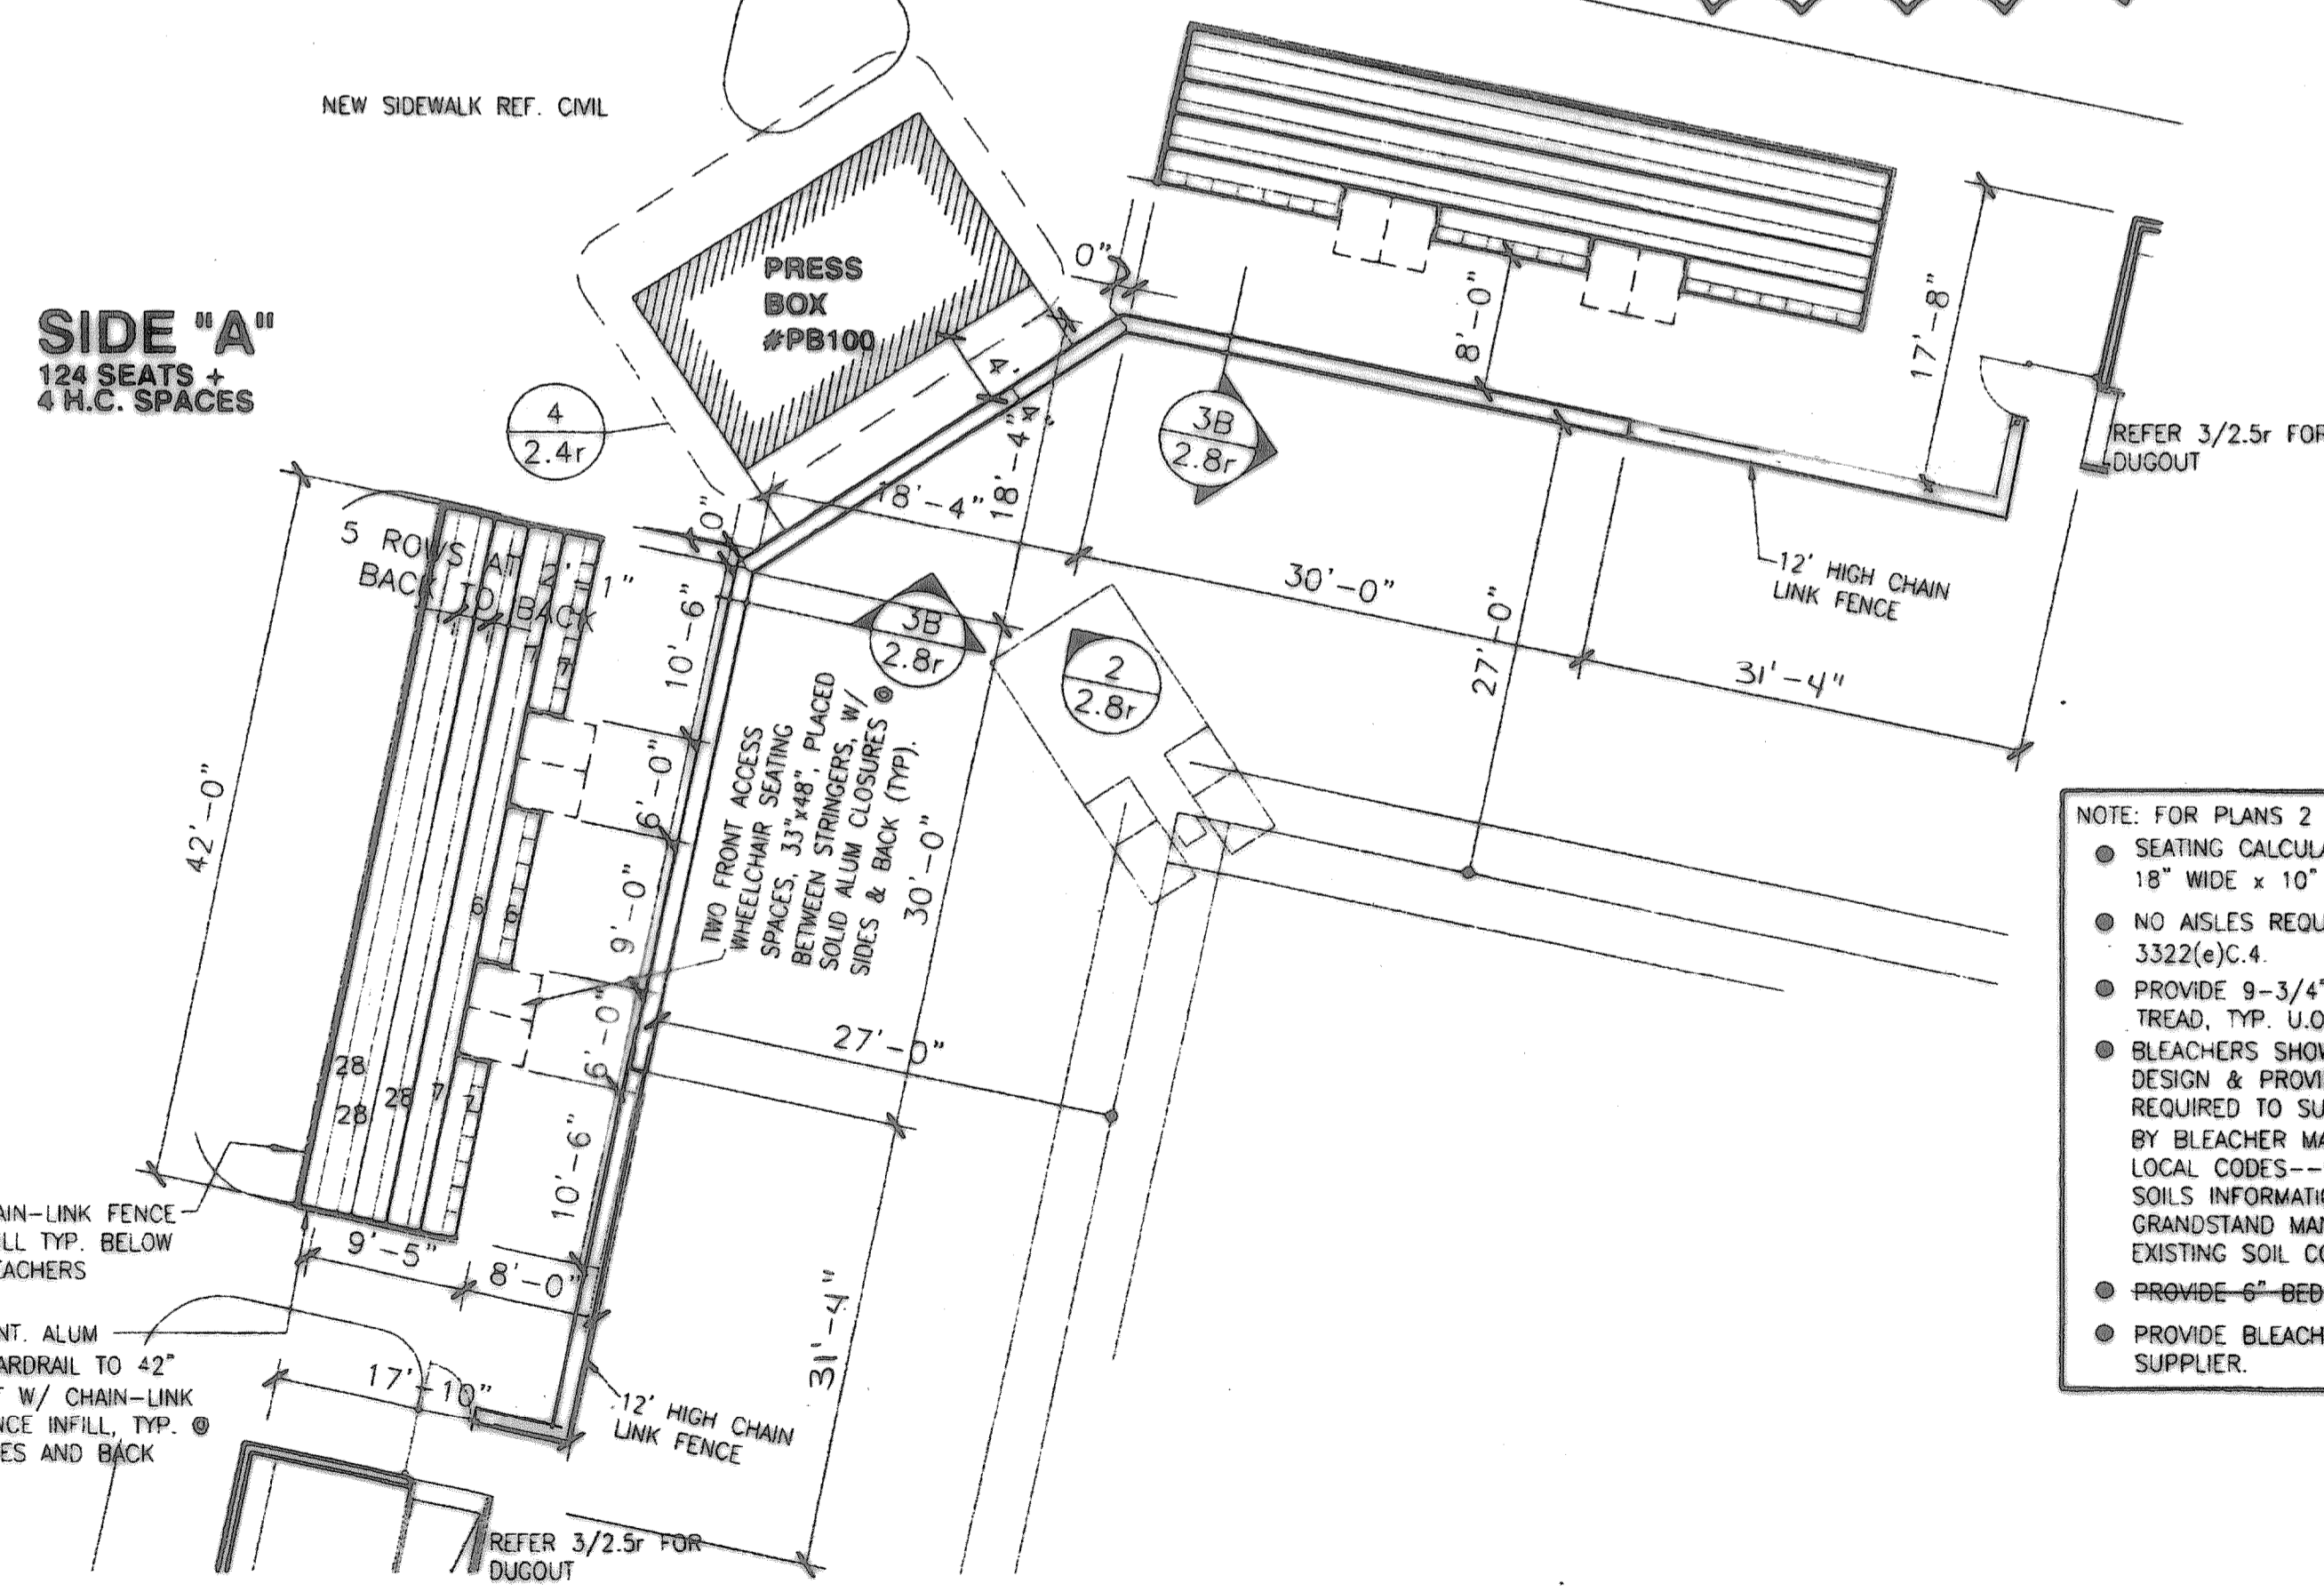 NEW SIDEWALK REF. CIVIL
SIDE "A"
124 SEATS +
4 H.C. SPACES
PRESS
BOX
#PB100
4'
4"
0"
8'-0"
17'-8"
4
2.4r
3B
2.8r
REFER 3/2.5r FOR
DUGOUT
18'-4"
18'-4"
0"
30'-0"
27'-0"
31'-4"
12' HIGH CHAIN
LINK FENCE
5 ROWS AT 2'-1"
BACK TO BACK
10'-6"
3B
2.8r
2
2.8r
42'-0"
7
7
6'-0"
TWO FRONT ACCESS
WHEELCHAIR SEATING
SPACES, 33"x48", PLACED
BETWEEN STRINGERS, W/
SOLID ALUM CLOSURES @
SIDES & BACK (TYP).
30'-0"
6
6
9'-0"
6'-0"
27'-0"
28
28
28
7
7
10'-6"
AIN-LINK FENCE
LL TYP. BELOW
EACHERS
9'-5"
8'-0"
NT. ALUM
ARDRAIL TO 42"
W/ CHAIN-LINK
NCE INFILL, TYP. @
ES AND BACK
17'-10"
31'-4"
12' HIGH CHAIN
LINK FENCE
REFER 3/2.5r FOR
DUGOUT
NOTE: FOR PLANS 2
● SEATING CALCULA
18" WIDE x 10"
● NO AISLES REQU
3322(e)C.4.
● PROVIDE 9-3/4"
TREAD, TYP. U.O
● BLEACHERS SHOW
DESIGN & PROVI
REQUIRED TO SU
BY BLEACHER MA
LOCAL CODES--
SOILS INFORMATI
GRANDSTAND MAN
EXISTING SOIL CO
● PROVIDE 6" BED
● PROVIDE BLEACH
SUPPLIER.